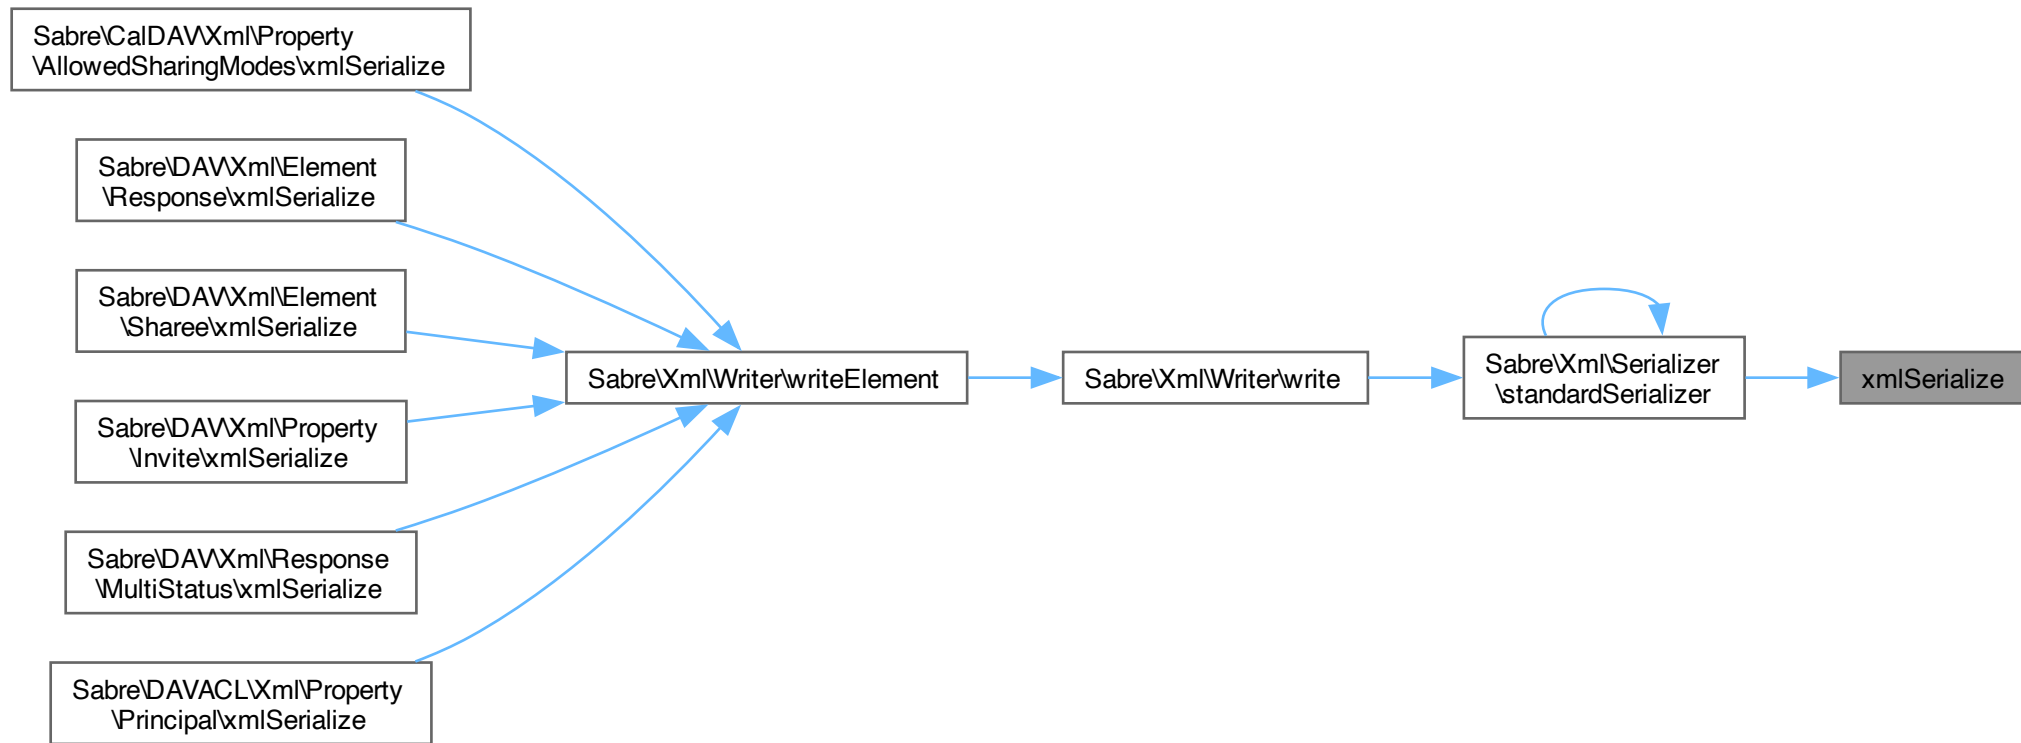 Sabre\CalDAV\Xml\Property
\AllowedSharingModes\xmlSerialize
Sabre\DAV\Xml\Element
\Response\xmlSerialize
Sabre\DAV\Xml\Element
\Sharee\xmlSerialize
Sabre\DAV\Xml\Property
\Invite\xmlSerialize
Sabre\DAV\Xml\Response
\MultiStatus\xmlSerialize
Sabre\DAVACL\Xml\Property
\Principal\xmlSerialize
Sabre\Xml\Writer\writeElement
Sabre\Xml\Writer\write
Sabre\Xml\Serializer
\standardSerializer
xmlSerialize